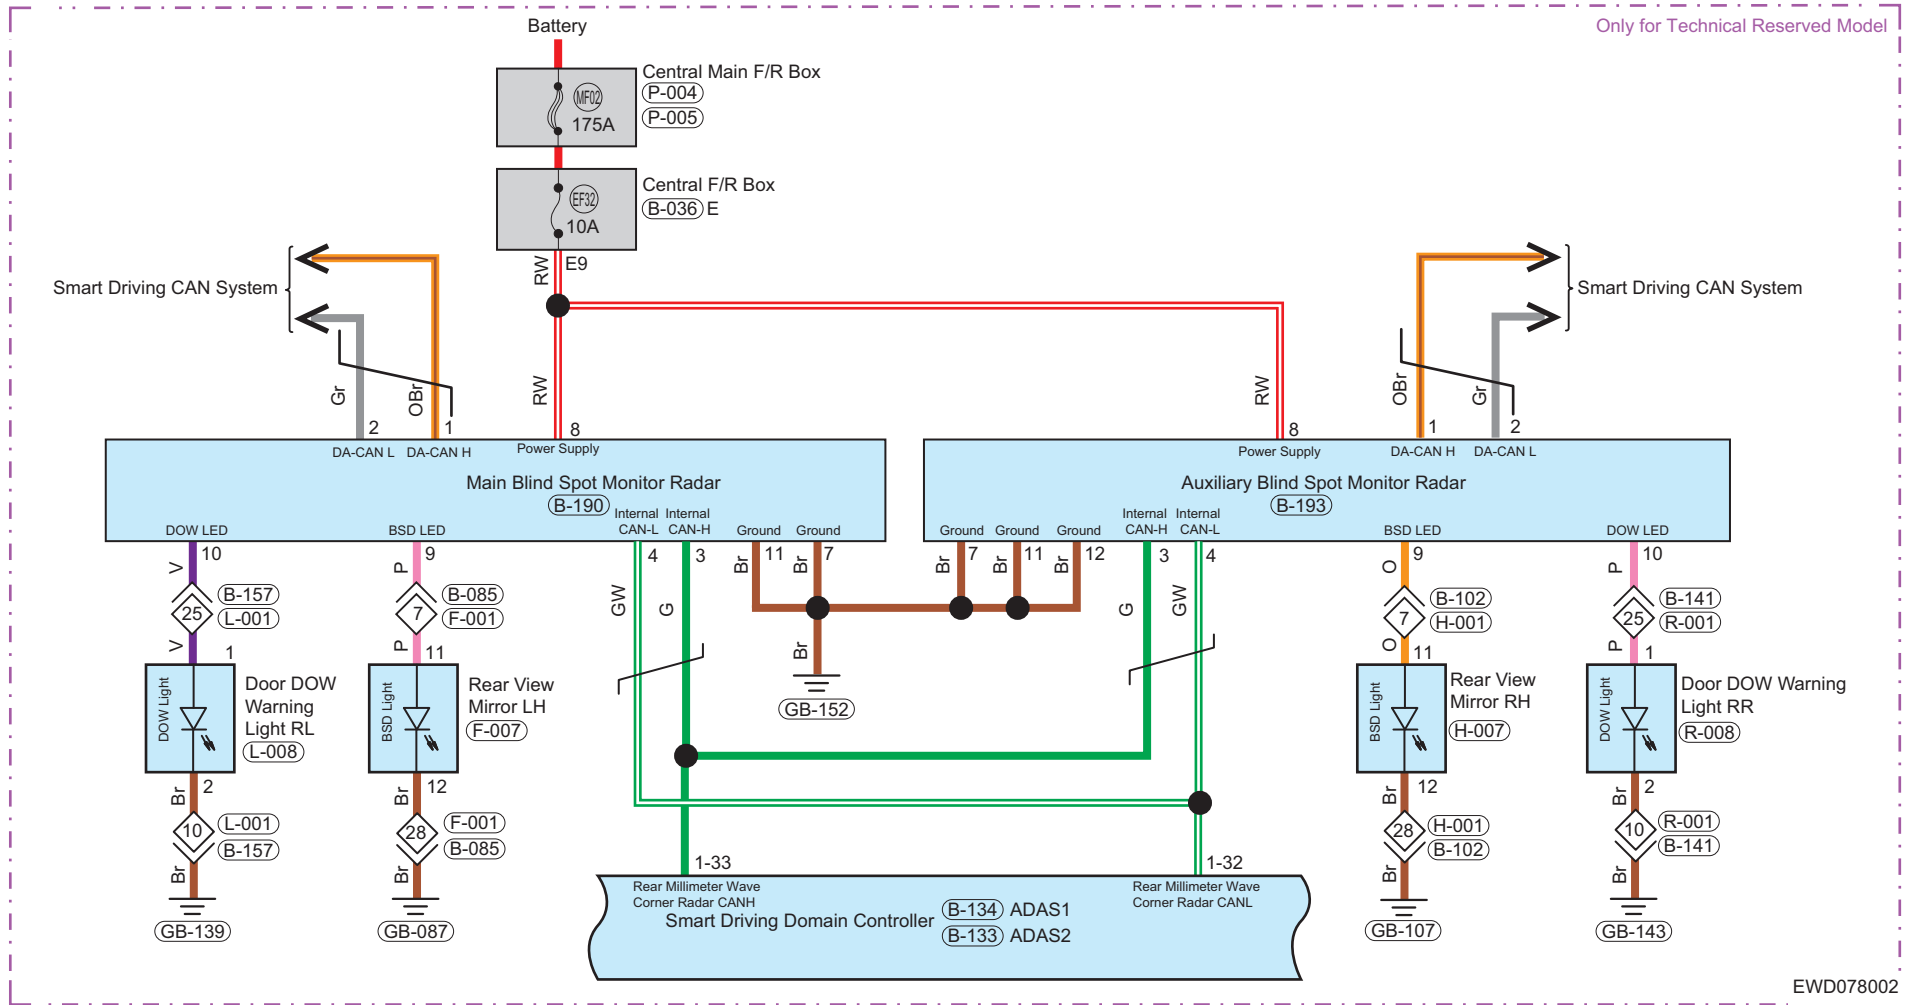 Battery
Only for Technical Reserved Model
Central Main F/R Box
P-004
P-005
MF02
175A
Central F/R Box
B-036 E
EF32
10A
RW
E9
Smart Driving CAN System
Smart Driving CAN System
Gr
OBr
RW
RW
OBr
Gr
2
1
8
8
1
2
DA-CAN L
DA-CAN H
Power Supply
Power Supply
DA-CAN H
DA-CAN L
Main Blind Spot Monitor Radar
B-190
Auxiliary Blind Spot Monitor Radar
B-193
DOW LED
BSD LED
Internal
CAN-L
Internal
CAN-H
Ground
Ground
Ground
Ground
Ground
Internal
CAN-H
Internal
CAN-L
BSD LED
DOW LED
10
9
4
3
11
7
7
11
12
3
4
9
10
V
P
GW
G
Br
Br
Br
Br
Br
G
GW
O
P
25
B-157
L-001
7
B-085
F-001
7
B-102
H-001
25
B-141
R-001
V
P
Br
O
P
1
11
11
1
GB-152
DOW Light
Door DOW
Warning
Light RL
L-008
BSD Light
Rear View
Mirror LH
F-007
BSD Light
Rear View
Mirror RH
H-007
DOW Light
Door DOW Warning
Light RR
R-008
2
12
12
2
Br
Br
Br
Br
10
L-001
B-157
28
F-001
B-085
28
H-001
B-102
10
R-001
B-141
Br
Br
Br
Br
GB-139
GB-087
GB-107
GB-143
1-33
1-32
Rear Millimeter Wave
Corner Radar CANH
Rear Millimeter Wave
Corner Radar CANL
Smart Driving Domain Controller
B-134 ADAS1
B-133 ADAS2
EWD078002